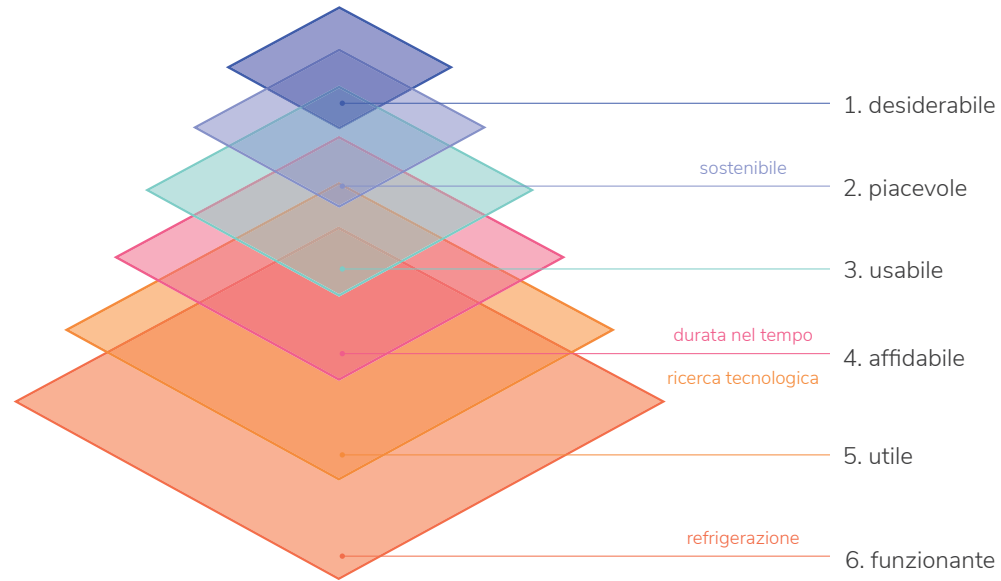 1. desiderabile
sostenibile
2. piacevole
3. usabile
durata nel tempo
4. affidabile
ricerca tecnologica
5. utile
refrigerazione
6. funzionante